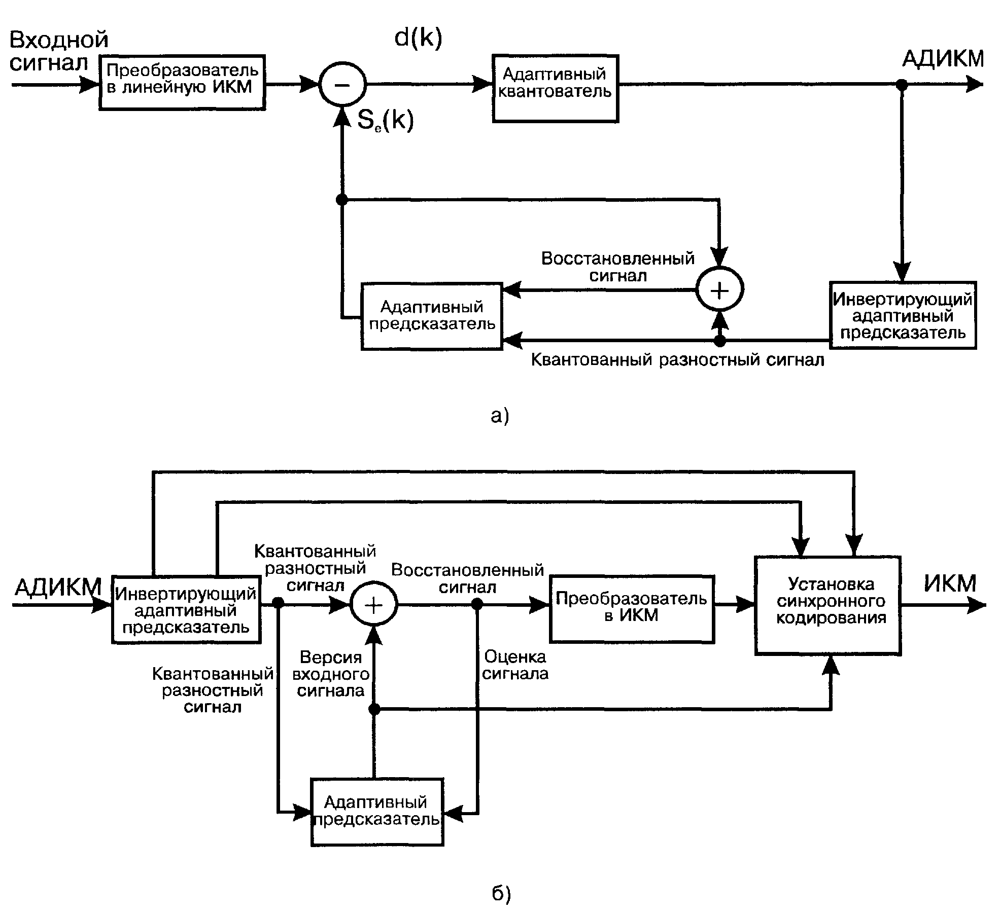 Входной
сигнал
d(k)
АДИКМ
Преобразователь
в линейную ИКМ
-
Адаптивный
квантователь
Se(k)
Восстановленный
сигнал
+
Адаптивный
предсказатель
Инвертирующий
адаптивный
предсказатель
Квантованный разностный сигнал
а)
Квантованный
разностный
сигнал
Восстановленный
сигнал
АДИКМ
Инвертирующий
адаптивный
предсказатель
+
Преобразователь
в ИКМ
Установка
синхронного
кодирования
ИКМ
Квантованный
разностный
сигнал
Версия
входного
сигнала
Оценка
сигнала
Адаптивный
предсказатель
б)